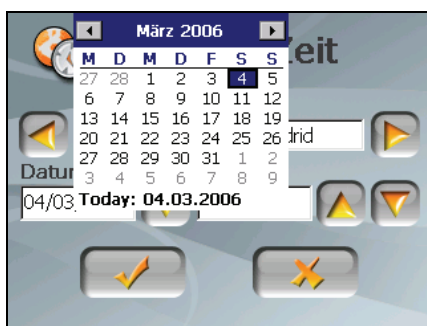 März 2006
eit
M D M D F S S
27 28 1 2 3 4 5
6 7 8 9 10 11 12
13 14 15 16 17 18 19
20 21 22 23 24 25 26
drid
27 28 29 30 31 1 2
Datu
3 4 5 6 7 8 9
04/03
Today: 04.03.2006